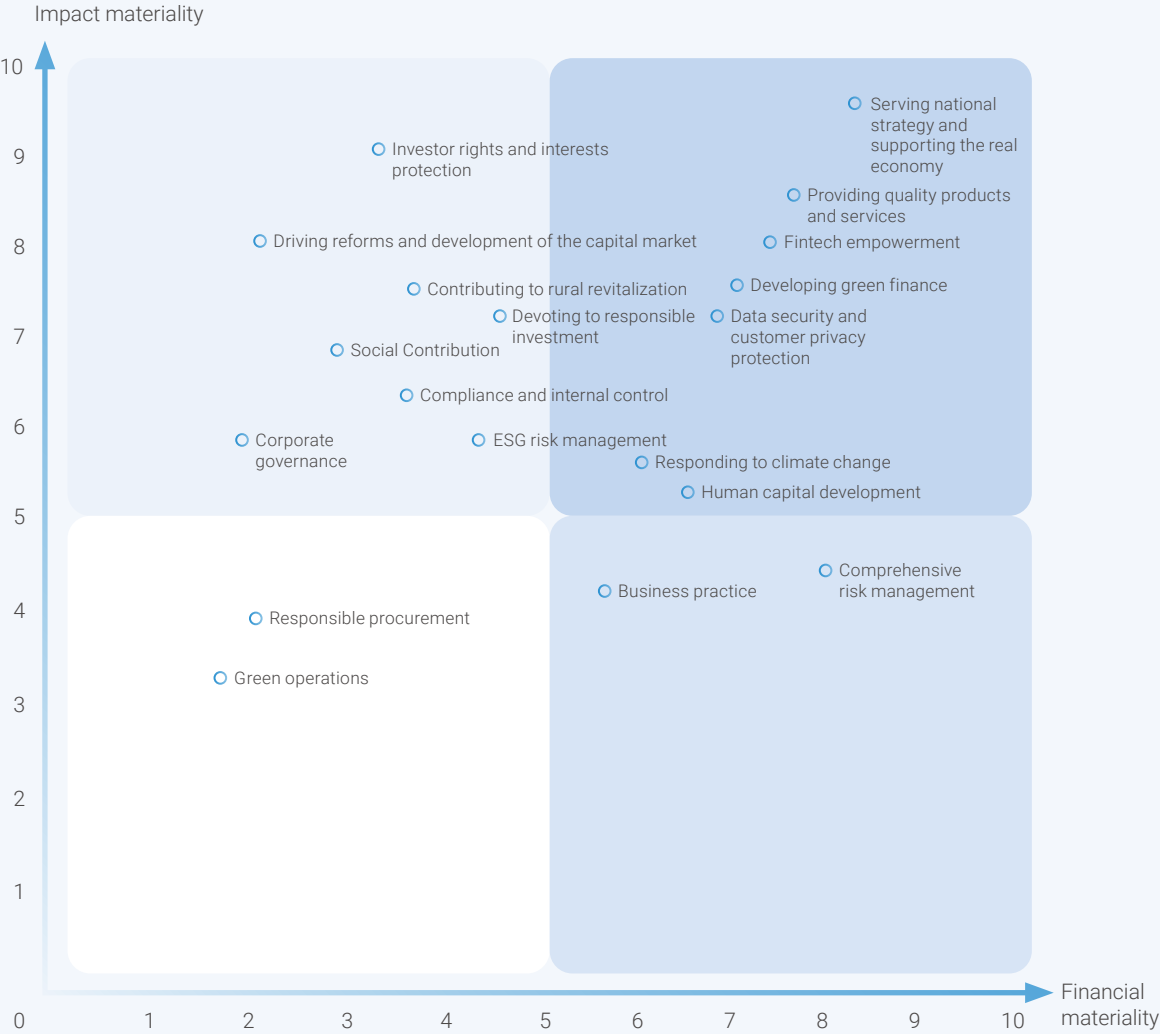 Impact materiality
10
9
8
7
6
5
4
3
2
1
0
Serving national
strategy and
supporting the real
economy
Investor rights and interests
protection
Providing quality products
and services
Driving reforms and development of the capital market
Fintech empowerment
Contributing to rural revitalization
Developing green finance
Devoting to responsible
investment
Data security and
customer privacy
protection
Social Contribution
Compliance and internal control
Corporate
governance
ESG risk management
Responding to climate change
Human capital development
Comprehensive
risk management
Business practice
Responsible procurement
Green operations
1 2 3 4 5 6 7 8 9 10
Financial
materiality